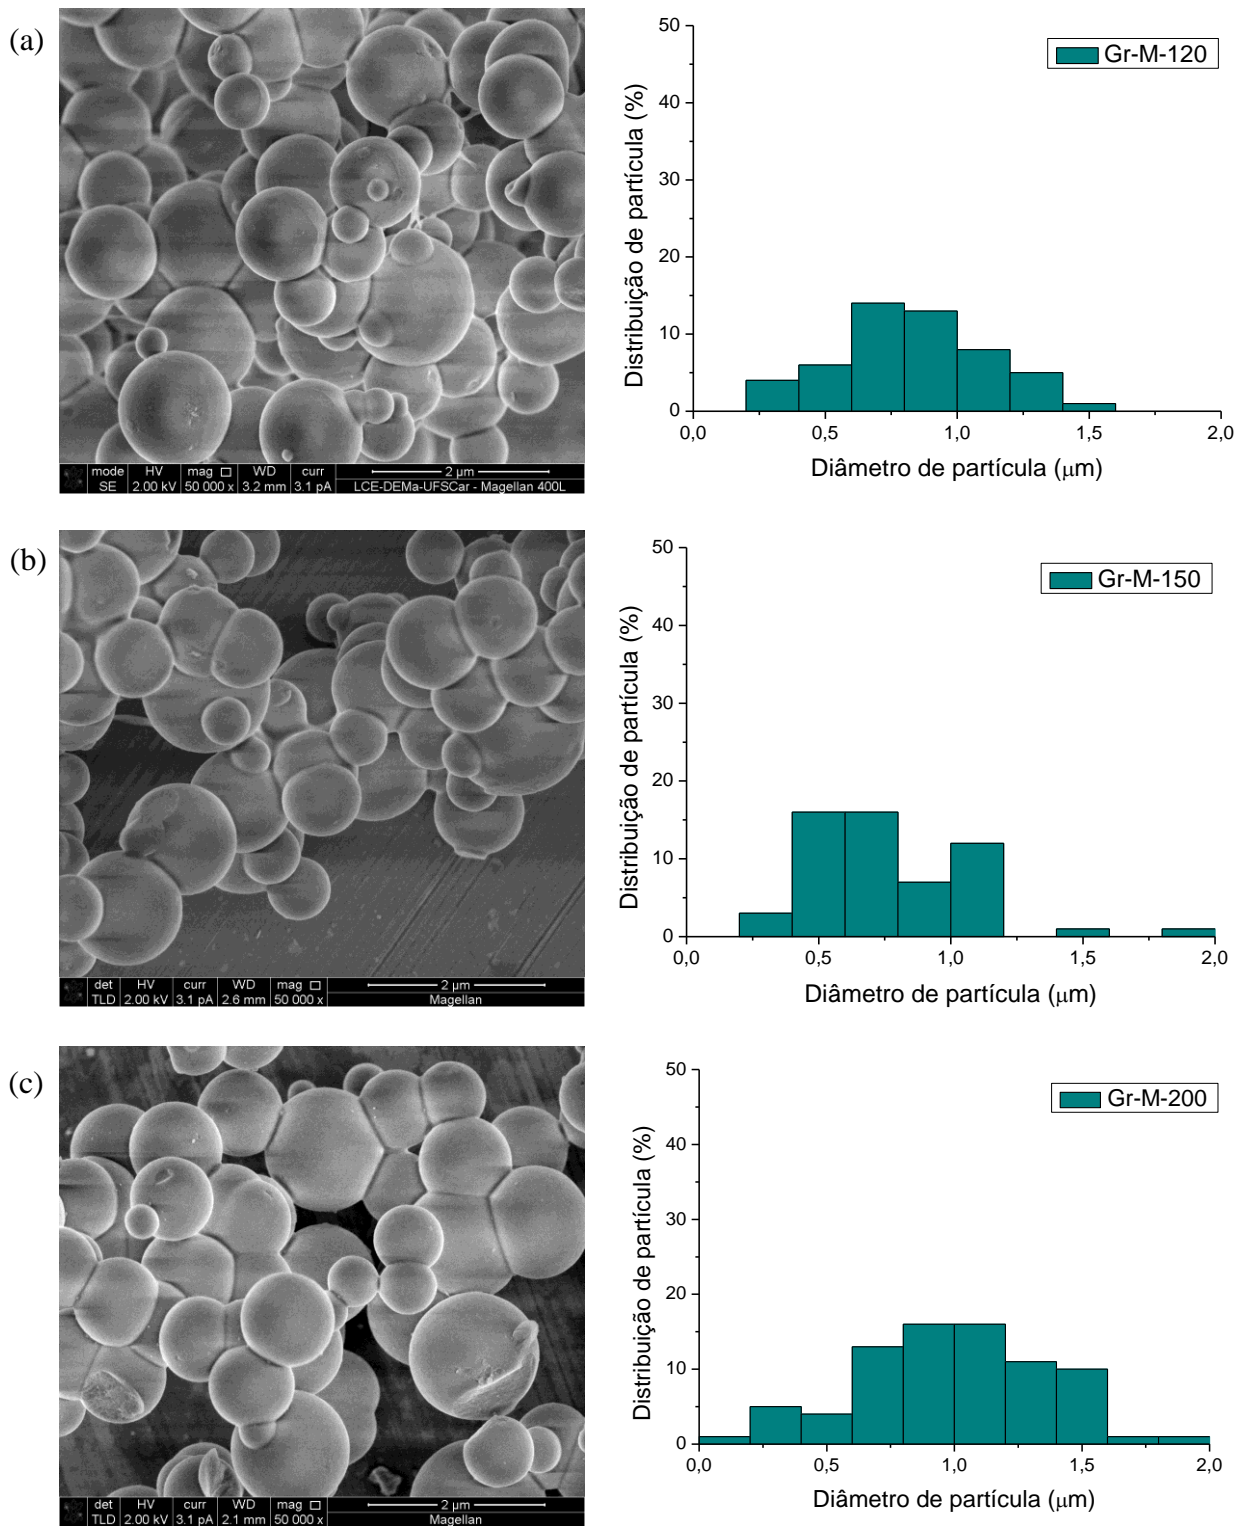 (a)
mode HV mag WD curr
SE 2.00 kV 50 000 x 3.2 mm 3.1 pA
2 µm
LCE-DEMa-UFSCar - Magellan 400L
Gr-M-120
Distribuição de partícula (%)
50
40
30
20
10
0
0,0 0,5 1,0 1,5 2,0
Diâmetro de partícula (µm)
(b)
det HV curr WD mag
TLD 2.00 kV 3.1 pA 2.6 mm 50 000 x
2 µm
Magellan
Gr-M-150
Distribuição de partícula (%)
50
40
30
20
10
0
0,0 0,5 1,0 1,5 2,0
Diâmetro de partícula (µm)
(c)
det HV curr WD mag
TLD 2.00 kV 3.1 pA 2.1 mm 50 000 x
2 µm
Magellan
Gr-M-200
Distribuição de partícula (%)
50
40
30
20
10
0
0,0 0,5 1,0 1,5 2,0
Diâmetro de partícula (µm)